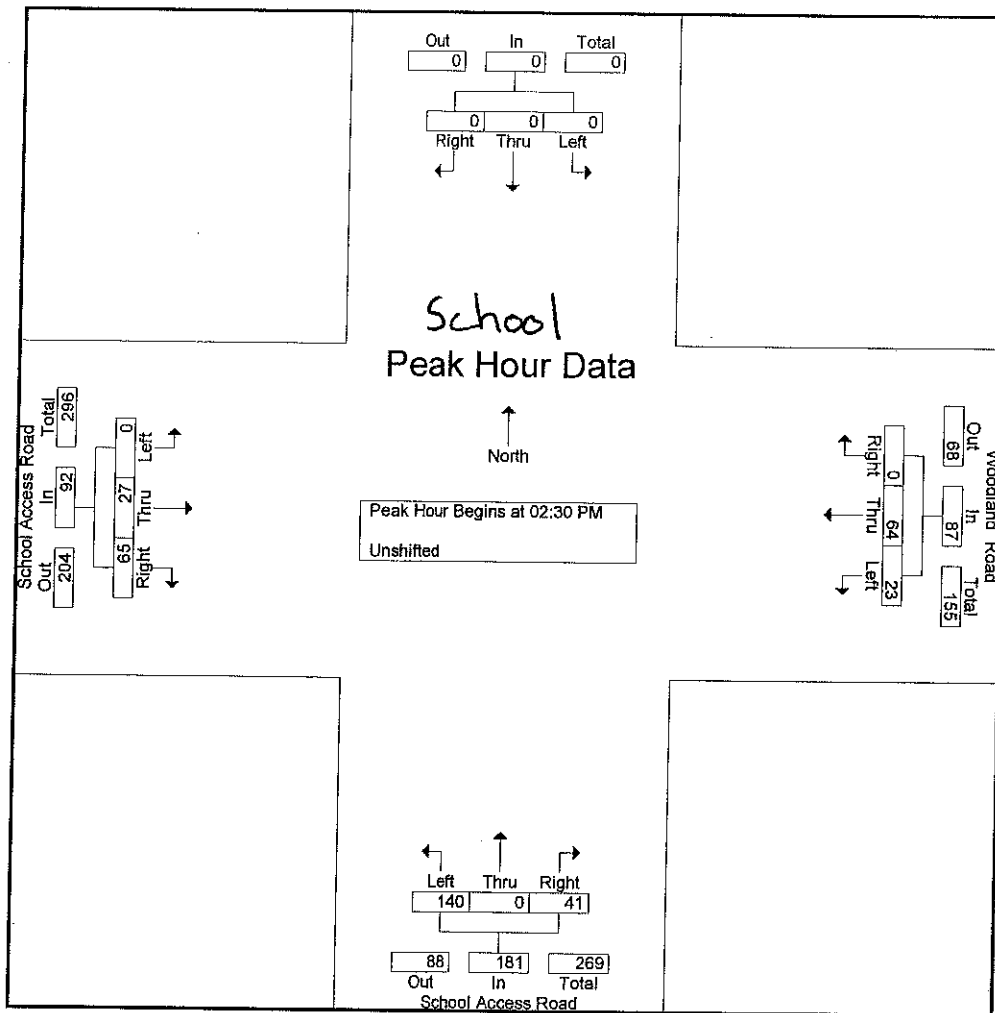 Out In Total
0 0 0
0 0 0
Right Thru Left
School
Peak Hour Data
North
Peak Hour Begins at 02:30 PM
Unshifted
School Access Road
Total In Out
296 92 204
0 27 65
Left Thru Right
Woodland Road
Out In Total
68 87 155
0 64 23
Right Thru Left
Left Thru Right
140 0 41
88 181 269
Out In Total
School Access Road